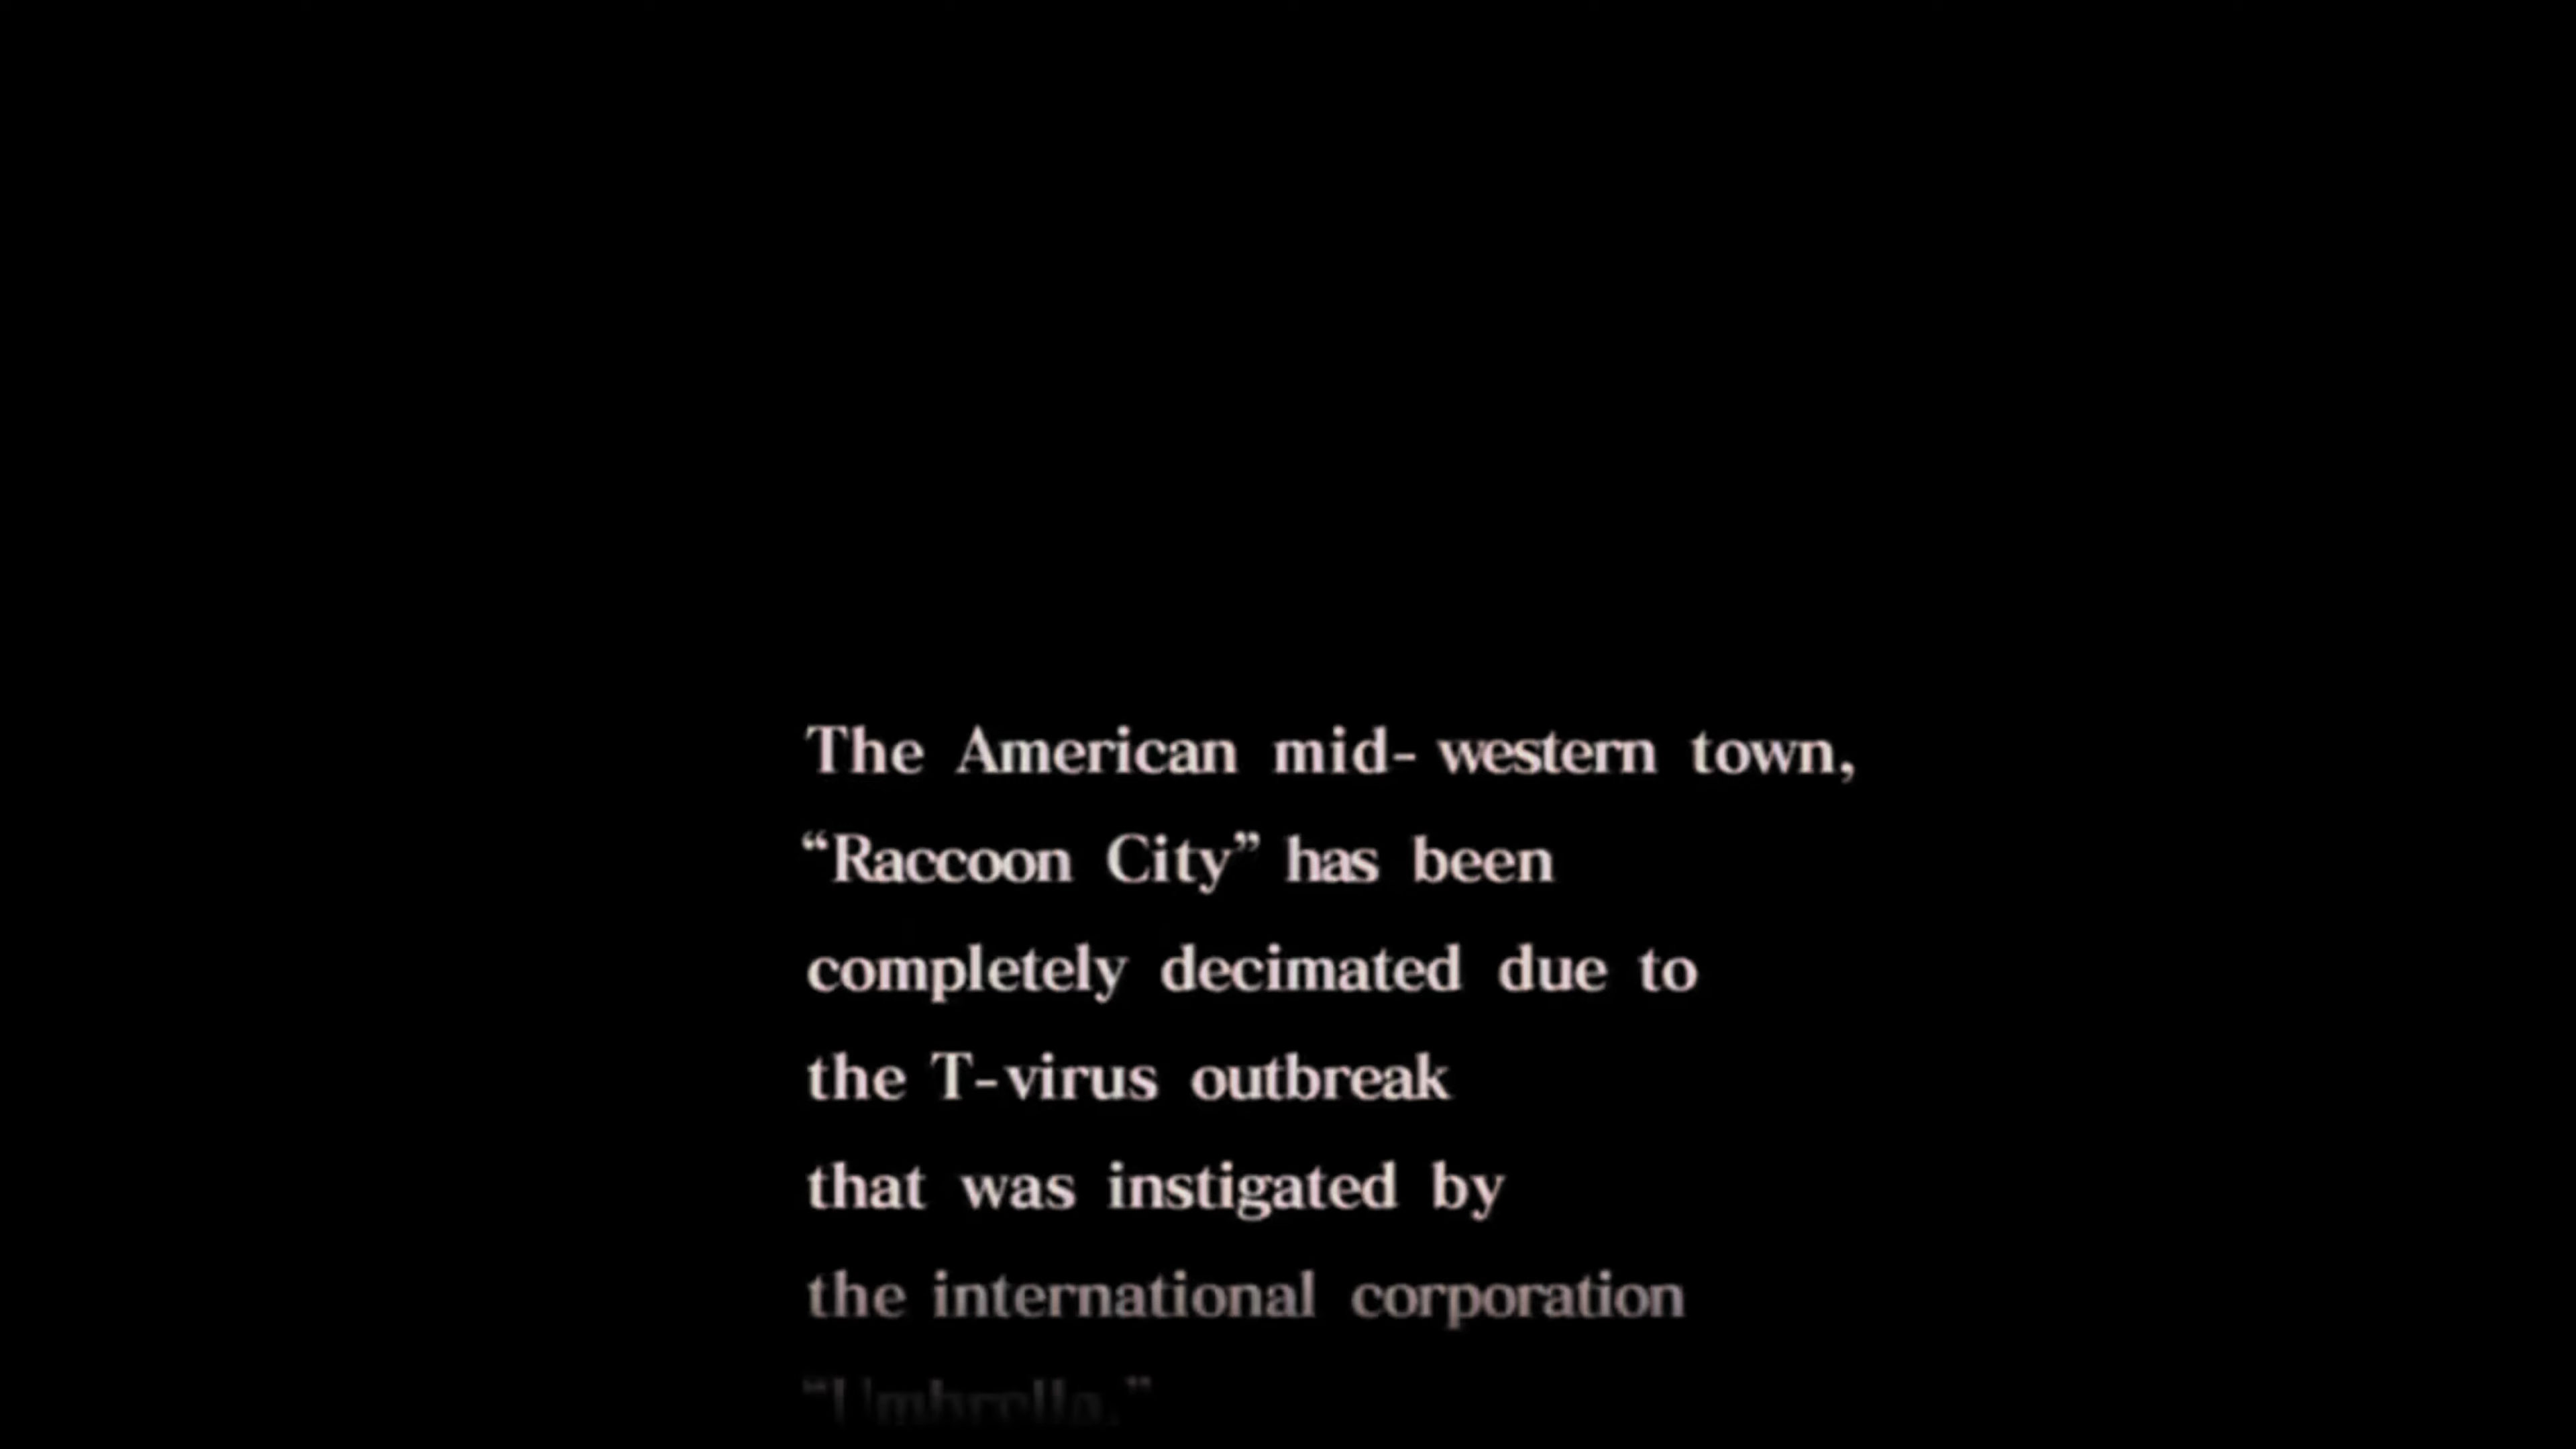 The American mid- western town,
“Raccoon City” has been
completely decimated due to
the T-virus outbreak
that was instigated by
the international corporation
“Umbrella.”